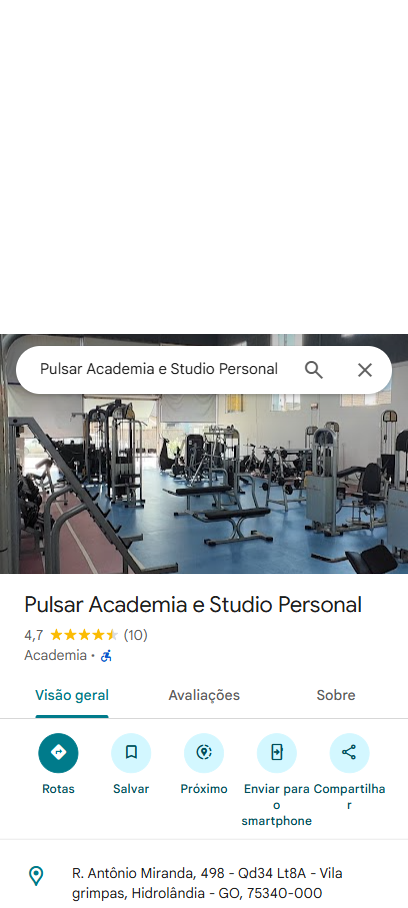 Pulsar Academia e Studio Personal
Pulsar Academia e Studio Personal
4,7 (10)
Academia •
Visão geral Avaliações Sobre
Rotas Salvar Próximo Enviar para o smartphone Compartilhar
R. Antônio Miranda, 498 - Qd34 Lt8A - Vila
grimpas, Hidrolândia - GO, 75340-000